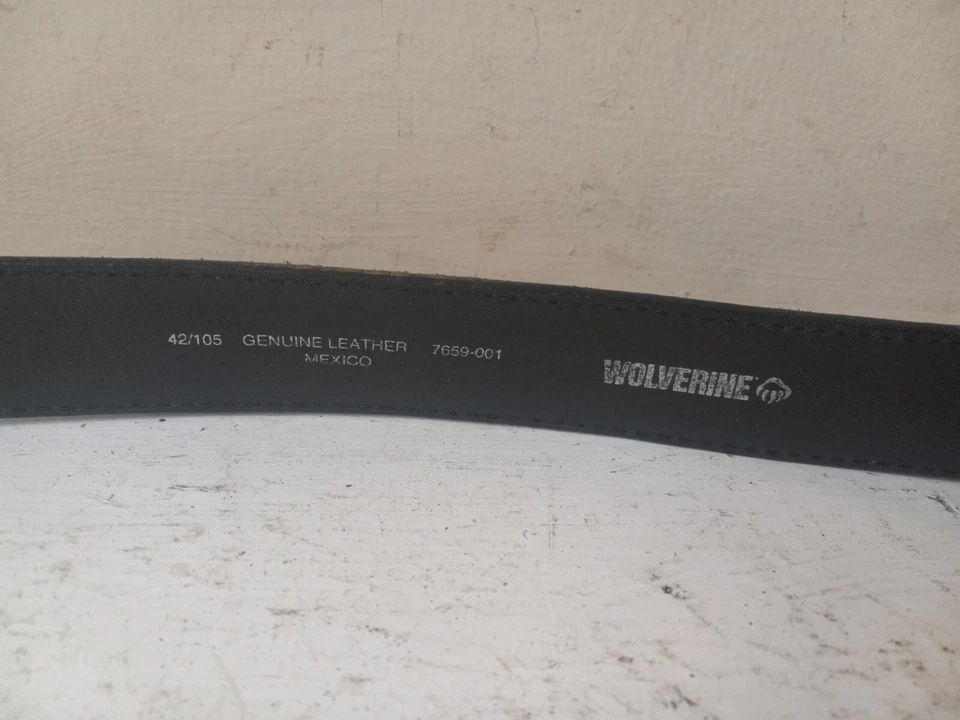 42/105 GENUINE LEATHER 7659-001
MEXICO
WOLVERINE